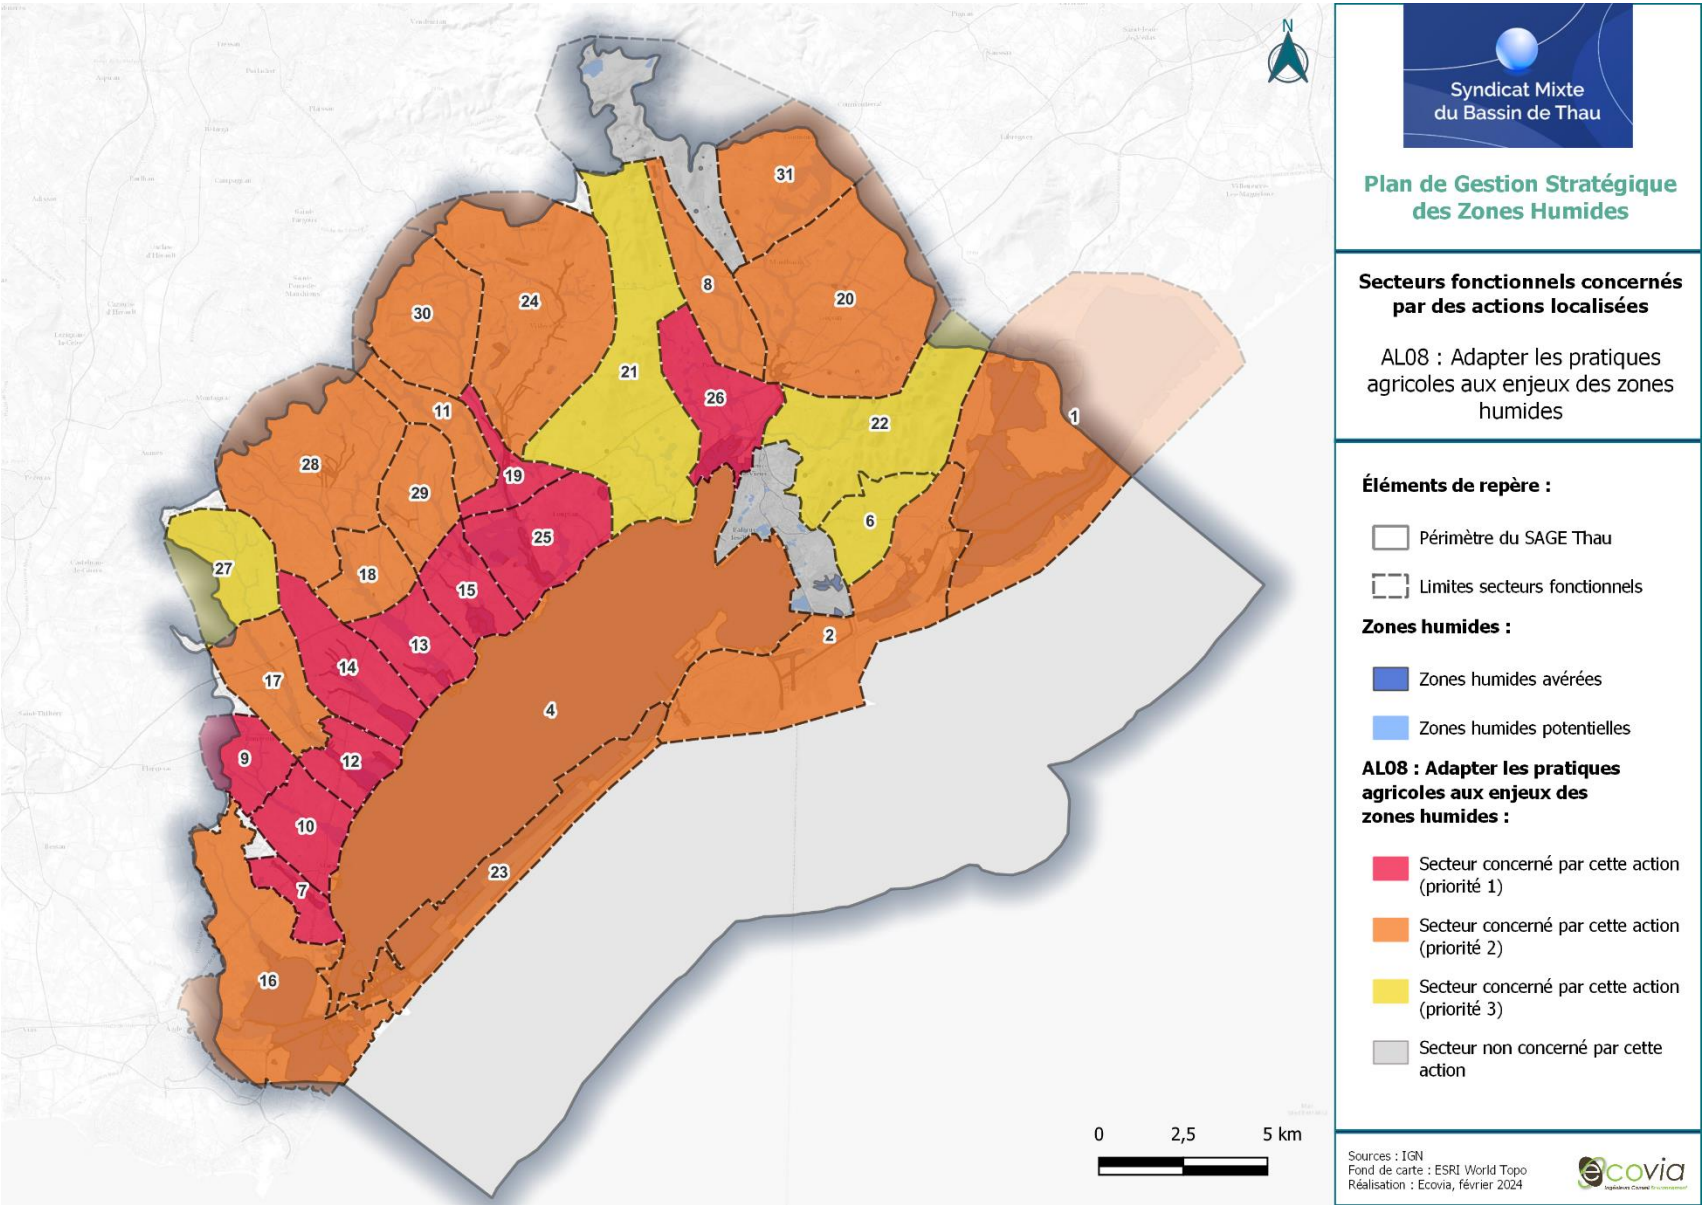 N
31
8
20
24
30
21
26
11
1
22
28
19
29
6
25
27
18
15
2
13
14
17
4
9
12
10
23
7
16
0 2,5 5 km
Syndicat Mixte
du Bassin de Thau
Plan de Gestion Stratégique
des Zones Humides
Secteurs fonctionnels concernés
par des actions localisées
AL08 : Adapter les pratiques
agricoles aux enjeux des zones
humides
Éléments de repère :
Périmètre du SAGE Thau
Limites secteurs fonctionnels
Zones humides :
Zones humides avérées
Zones humides potentielles
AL08 : Adapter les pratiques
agricoles aux enjeux des
zones humides :
Secteur concerné par cette action
(priorité 1)
Secteur concerné par cette action
(priorité 2)
Secteur concerné par cette action
(priorité 3)
Secteur non concerné par cette
action
Sources : IGN
Fond de carte : ESRI World Topo
Réalisation : Ecovia, février 2024
ecovia